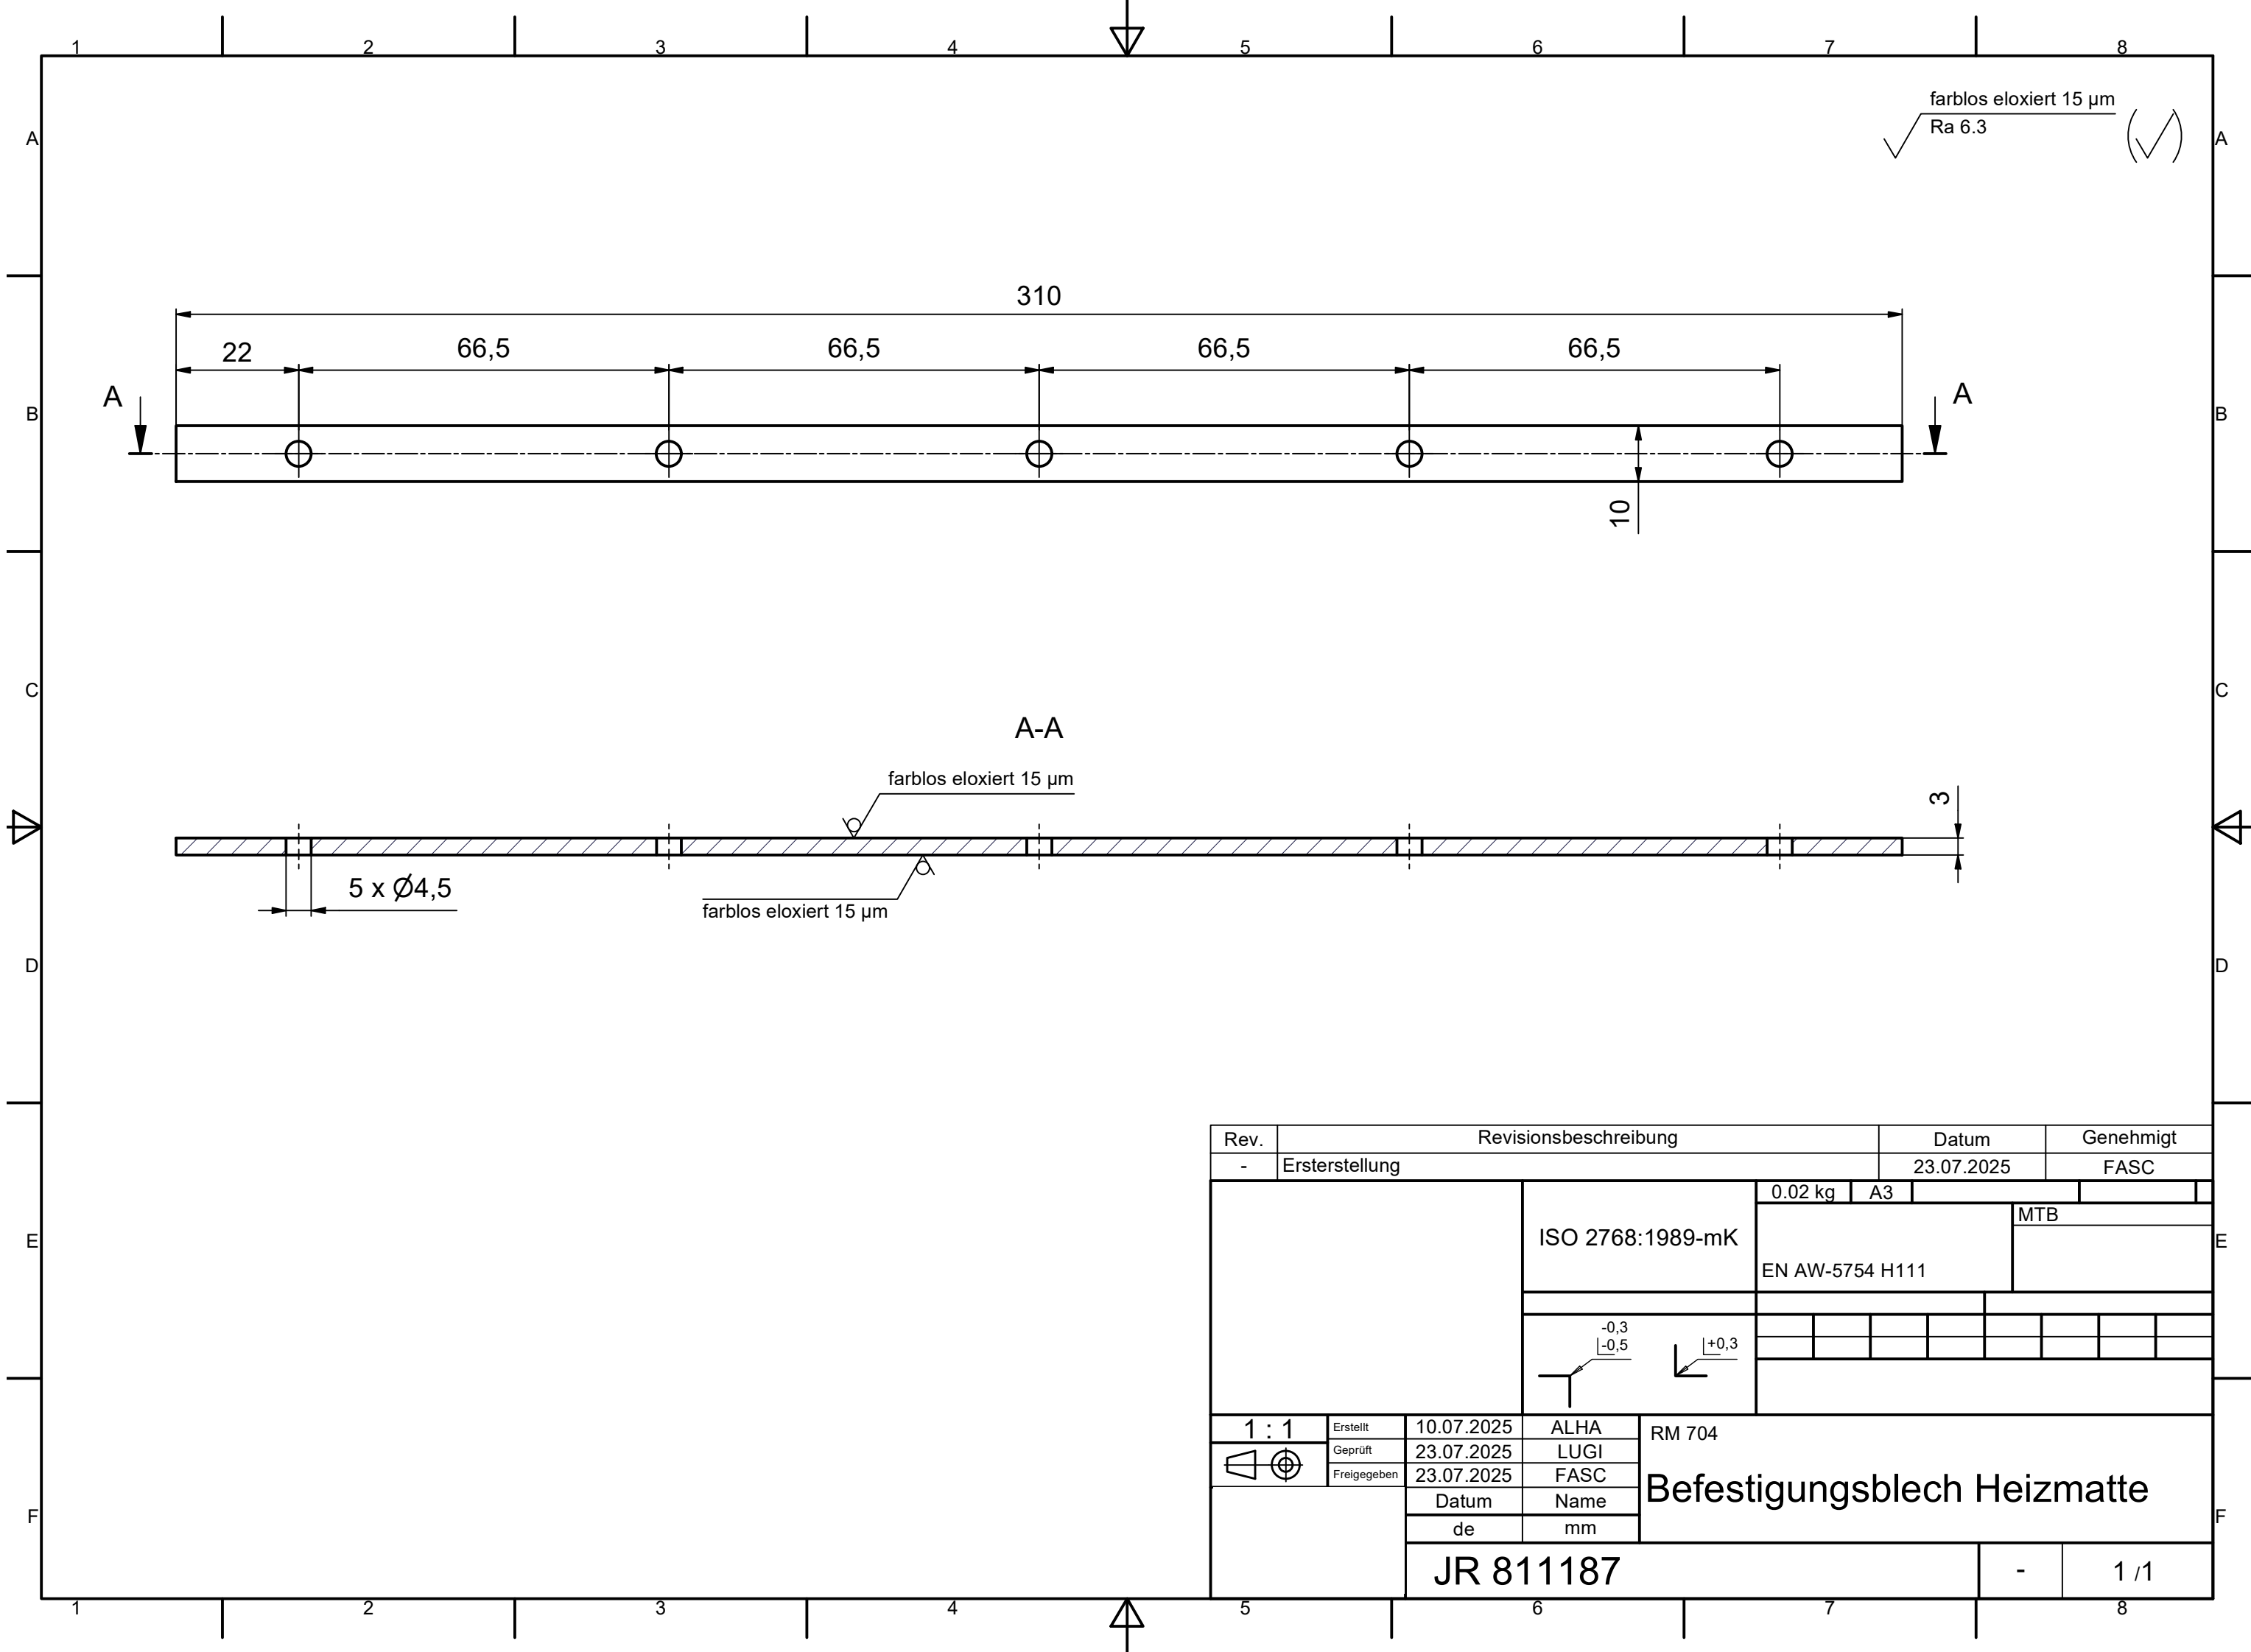 1 2 3 4 5 6 7 8
farblos eloxiert 15 µm
Ra 6.3
A A
310
22 66,5 66,5 66,5 66,5
A A
B B
10
C C
A-A
farblos eloxiert 15 µm
3
5 x Ø4,5
farblos eloxiert 15 µm
D D
Rev. Revisionsbeschreibung Datum Genehmigt
- Ersterstellung 23.07.2025 FASC
0.02 kg A3
MTB
ISO 2768:1989-mK
E E
EN AW-5754 H111
-0,3
-0,5 +0,3
1 : 1 Erstellt 10.07.2025 ALHA RM 704
Geprüft 23.07.2025 LUGI
Freigegeben 23.07.2025 FASC
Befestigungsblech Heizmatte
Datum Name
F F
de mm
JR 811187 - 1 /1
1 2 3 4 5 6 7 8